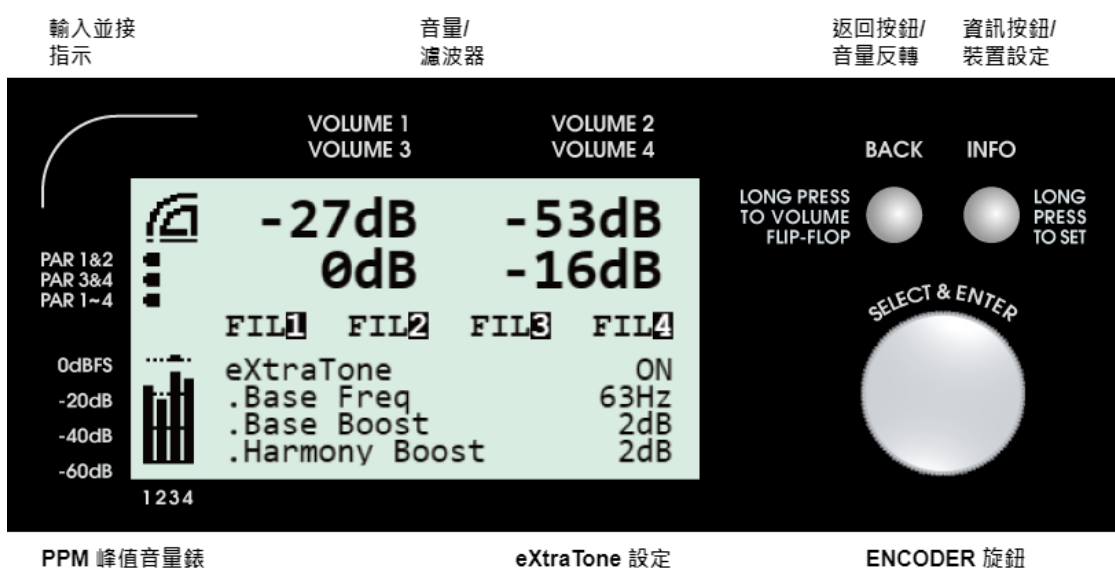 輸入並接
指示
音量/
濾波器
返回按鈕/
音量反轉
資訊按鈕/
裝置設定
VOLUME 1
VOLUME 3
VOLUME 2
VOLUME 4
BACK
INFO
LONG PRESS
TO VOLUME
FLIP-FLOP
LONG
PRESS
TO SET
-27dB
-53dB
0dB
-16dB
PAR 1&2
PAR 3&4
PAR 1~4
FIL1 FIL2 FIL3 FIL4
SELECT & ENTER
0dBFS
-20dB
-40dB
-60dB
1234
eXtraTone ON
.Base Freq 63Hz
.Base Boost 2dB
.Harmony Boost 2dB
PPM 峰值音量錶
eXtraTone 設定
ENCODER 旋鈕